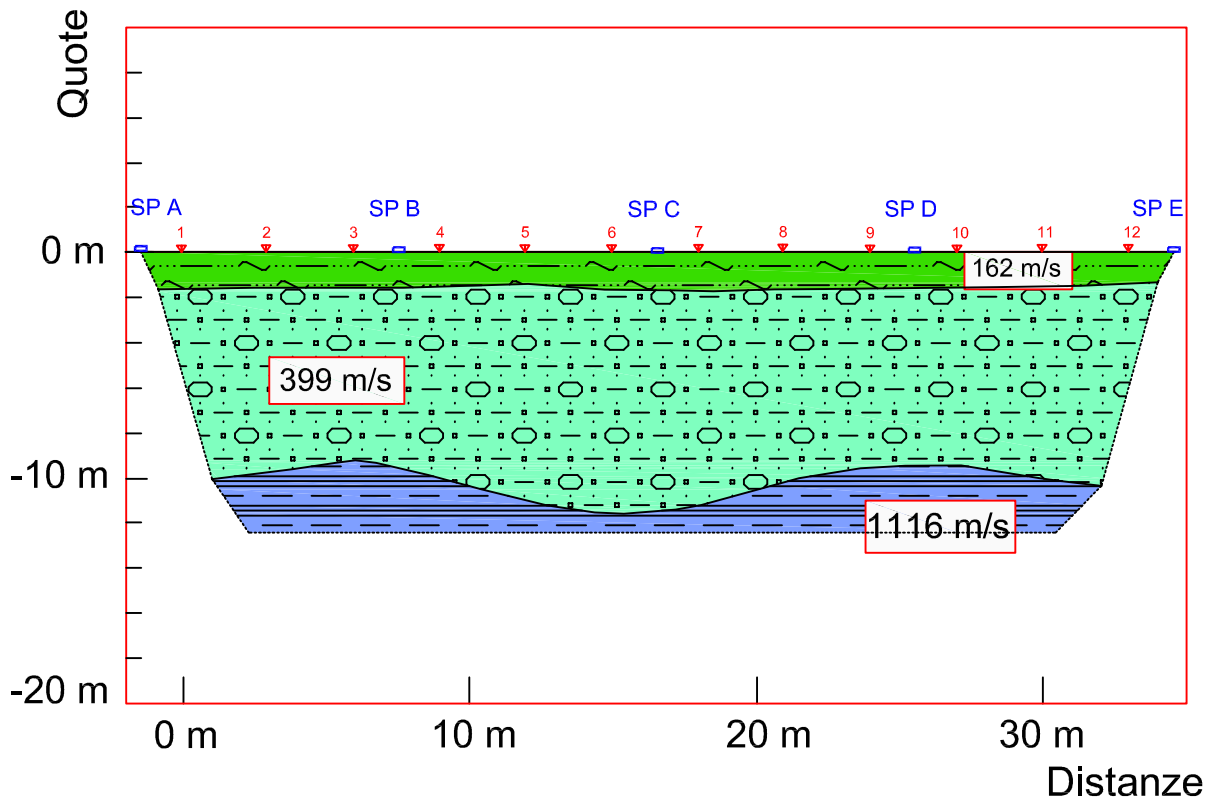 Quote
SP A SP B SP C SP D SP E
1 2 3 4 5 6 7 8 9 10 11 12
0 m
162 m/s
399 m/s
-10 m
1116 m/s
-20 m
0 m 10 m 20 m 30 m
Distanze